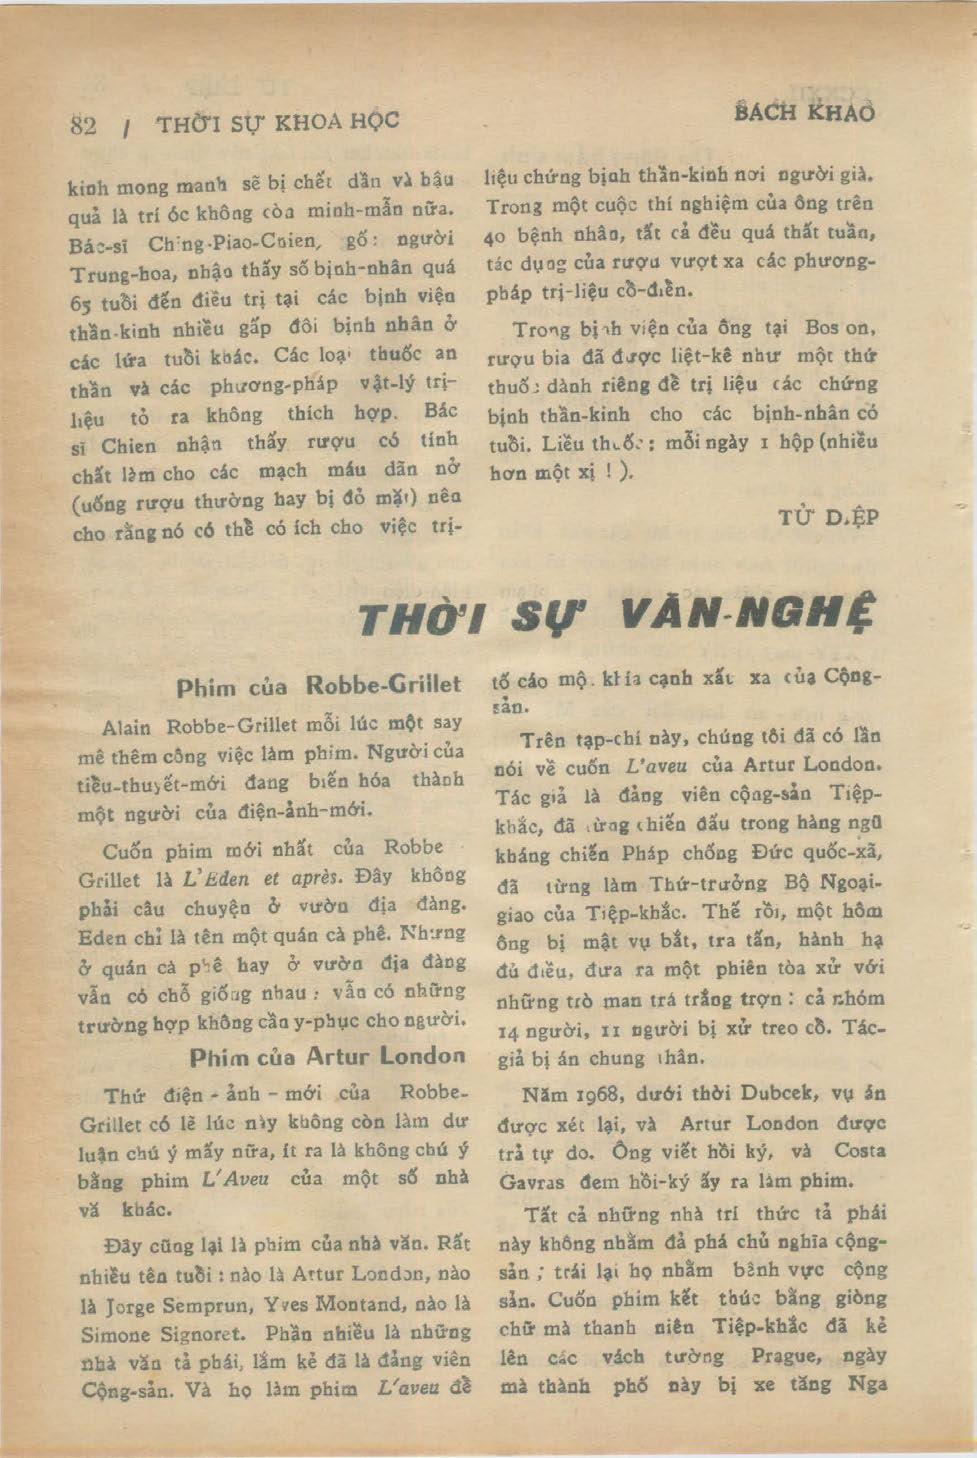 82 / THỜI SỰ KHOA HỌC
BÁCH KHAO
kinh mong manh sẽ bị chết dần và hậu
quả là trí óc không còn minh-mẫn nữa.
Bác-sĩ Ching-Piao-Chien, gố: người
Trung-hoa, nhận thấy số bịnh-nhân quá
65 tuổi đến điều trị tại các bịnh viện
thần-kinh nhiều gấp đôi bịnh nhân ở
các lứa tuổi khác. Các loại thuốc an
thần và các phương-pháp vật-lý trị-
liệu tỏ ra không thích hợp. Bác
sĩ Chien nhận thấy rượu có tính
chất làm cho các mạch máu dãn nở
(uống rượu thường hay bị đỏ mặt) nên
cho rằng nó có thể có ích cho việc trị-
liệu chứng bịnh thần-kinh nơi người già.
Trong một cuộc thí nghiệm của ông trên
40 bệnh nhân, tất cả đều quá thất tuần,
tác dụng của rượu vượt xa các phương-
pháp trị-liệu cồ-điền.
Trong bịnh viện của ông tại Bos on,
rượu bia đã được liệt-kê như một thứ
thuốc dành riêng để trị liệu các chứng
bịnh thần-kinh cho các bịnh-nhân có
tuổi. Liều thuốc : mỗi ngày 1 hộp (nhiều
hơn một xị ! ).
TỪ DIỆP
THỜI SỰ VĂN-NGHỆ
Phim của Robbe-Grillet
Alain Robbe-Grillet mỗi lúc một say
mê thêm công việc làm phim. Người của
tiểu-thuyết-mới đang biến hóa thành
một người của điện-ảnh-mới.
Cuốn phim mới nhất của Robbe
Grillet là L'Eden et après. Đây không
phải câu chuyện ở vườn địa đàng.
Eden chỉ là tên một quán cà phê. Nhưng
ở quán cà phê hay ở vườn địa đàng
vẫn có chỗ giống nhau : vẫn có những
trường hợp không cần y-phục cho người.
Phim của Artur London
Thứ điện - ảnh - mới của Robbe-
Grillet có lẽ lúc này không còn làm dư
luận chú ý mấy nữa, ít ra là không chú ý
bằng phim L'Aveu của một số nhà
vă khác.
Đây cũng lại là phim của nhà văn. Rất
nhiều tên tuổi : nào là Artur London, nào
là Jorge Semprun, Yves Montand, nào là
Simone Signoret. Phần nhiều là những
nhà văn tả phái, lắm kẻ đã là đảng viên
Cộng-sản. Và họ làm phim L'aveu để
tố cáo mộ. khía cạnh xấu xa của Cộng-
sản.
Trên tạp-chí này, chúng tôi đã có lần
nói về cuốn L'aveu của Artur London.
Tác giả là đảng viên cộng-sản Tiệp-
khắc, đã từng chiến đấu trong hàng ngũ
kháng chiến Pháp chống Đức quốc-xã,
đã từng làm Thứ-trưởng Bộ Ngoại-
giao của Tiệp-khắc. Thế rồi, một hôm
ông bị mật vụ bắt, tra tấn, hành hạ
đủ điều, đưa ra một phiên tòa xử với
những trò man trá trắng trợn : cả nhóm
14 người, 11 người bị xử treo cổ. Tác-
giả bị án chung thân.
Năm 1968, dưới thời Dubcek, vụ án
được xét lại, và Artur London được
trả tự do. Ông viết hồi ký, và Costa
Gavras đem hồi-ký ấy ra làm phim.
Tất cả những nhà trí thức tả phái
này không nhằm đả phá chủ nghĩa cộng-
sản ; trái lại họ nhằm bênh vực cộng
sản. Cuốn phim kết thúc bằng giòng
chữ mà thanh niên Tiệp-khắc đã kẻ
lên các vách tường Prague, ngày
mà thành phố này bị xe tăng Nga